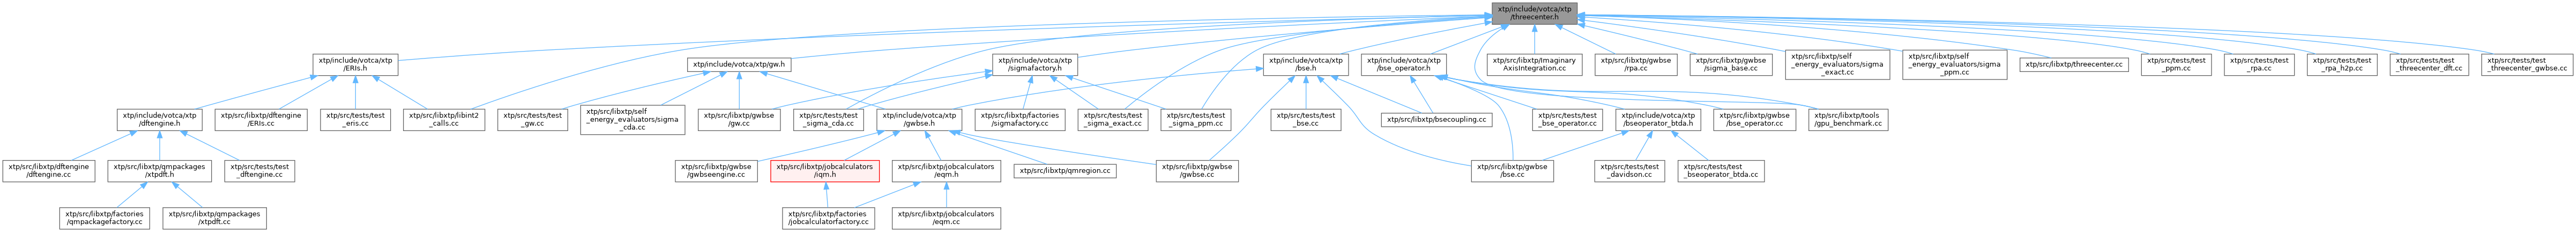 xtp/include/votca/xtp
/threecenter.h
xtp/include/votca/xtp
/ERIs.h
xtp/include/votca/xtp/gw.h
xtp/include/votca/xtp
/sigmafactory.h
xtp/include/votca/xtp
/bse.h
xtp/include/votca/xtp
/bse_operator.h
xtp/src/libxtp/Imaginary
AxisIntegration.cc
xtp/src/libxtp/gwbse
/rpa.cc
xtp/src/libxtp/gwbse
/sigma_base.cc
xtp/src/libxtp/self
_energy_evaluators/sigma
_exact.cc
xtp/src/libxtp/self
_energy_evaluators/sigma
_ppm.cc
xtp/src/libxtp/threecenter.cc
xtp/src/tests/test
_ppm.cc
xtp/src/tests/test
_rpa.cc
xtp/src/tests/test
_rpa_h2p.cc
xtp/src/tests/test
_threecenter_dft.cc
xtp/src/tests/test
_threecenter_gwbse.cc
xtp/include/votca/xtp
/dftengine.h
xtp/src/libxtp/dftengine
/ERIs.cc
xtp/src/tests/test
_eris.cc
xtp/src/libxtp/libint2
_calls.cc
xtp/src/tests/test
_gw.cc
xtp/src/libxtp/self
_energy_evaluators/sigma
_cda.cc
xtp/src/libxtp/gwbse
/gw.cc
xtp/src/tests/test
_sigma_cda.cc
xtp/include/votca/xtp
/gwbse.h
xtp/src/libxtp/factories
/sigmafactory.cc
xtp/src/tests/test
_sigma_exact.cc
xtp/src/tests/test
_sigma_ppm.cc
xtp/src/tests/test
_bse.cc
xtp/src/libxtp/bsecoupling.cc
xtp/src/tests/test
_bse_operator.cc
xtp/include/votca/xtp
/bseoperator_btda.h
xtp/src/libxtp/gwbse
/bse_operator.cc
xtp/src/libxtp/tools
/gpu_benchmark.cc
xtp/src/libxtp/dftengine
/dftengine.cc
xtp/src/libxtp/qmpackages
/xtpdft.h
xtp/src/tests/test
_dftengine.cc
xtp/src/libxtp/gwbse
/gwbseengine.cc
xtp/src/libxtp/jobcalculators
/iqm.h
xtp/src/libxtp/jobcalculators
/eqm.h
xtp/src/libxtp/qmregion.cc
xtp/src/libxtp/gwbse
/gwbse.cc
xtp/src/libxtp/gwbse
/bse.cc
xtp/src/tests/test
_davidson.cc
xtp/src/tests/test
_bseoperator_btda.cc
xtp/src/libxtp/factories
/qmpackagefactory.cc
xtp/src/libxtp/qmpackages
/xtpdft.cc
xtp/src/libxtp/factories
/jobcalculatorfactory.cc
xtp/src/libxtp/jobcalculators
/eqm.cc